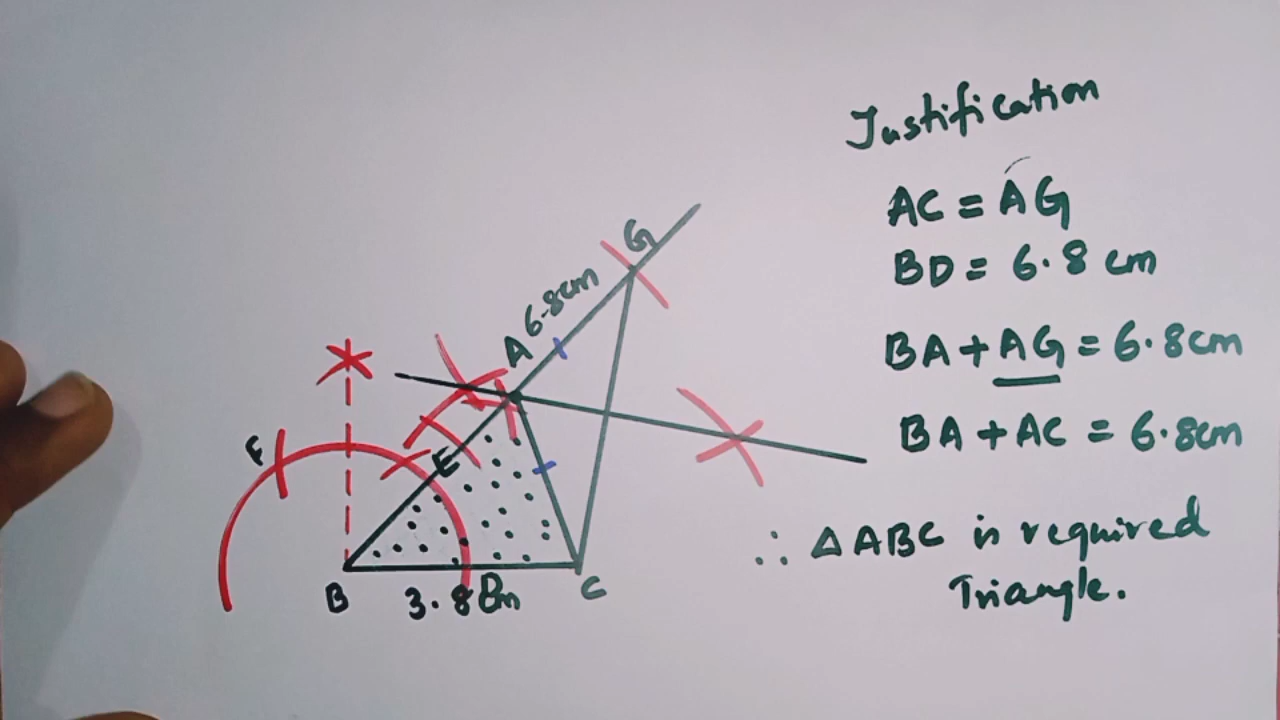 Justification
AC = AG
BD = 6.8 cm
BA + AG = 6.8cm
BA + AC = 6.8cm
∴ △ABC is required
Triangle.
G
6.8cm
A
F
E
B
3.8cm
D
C